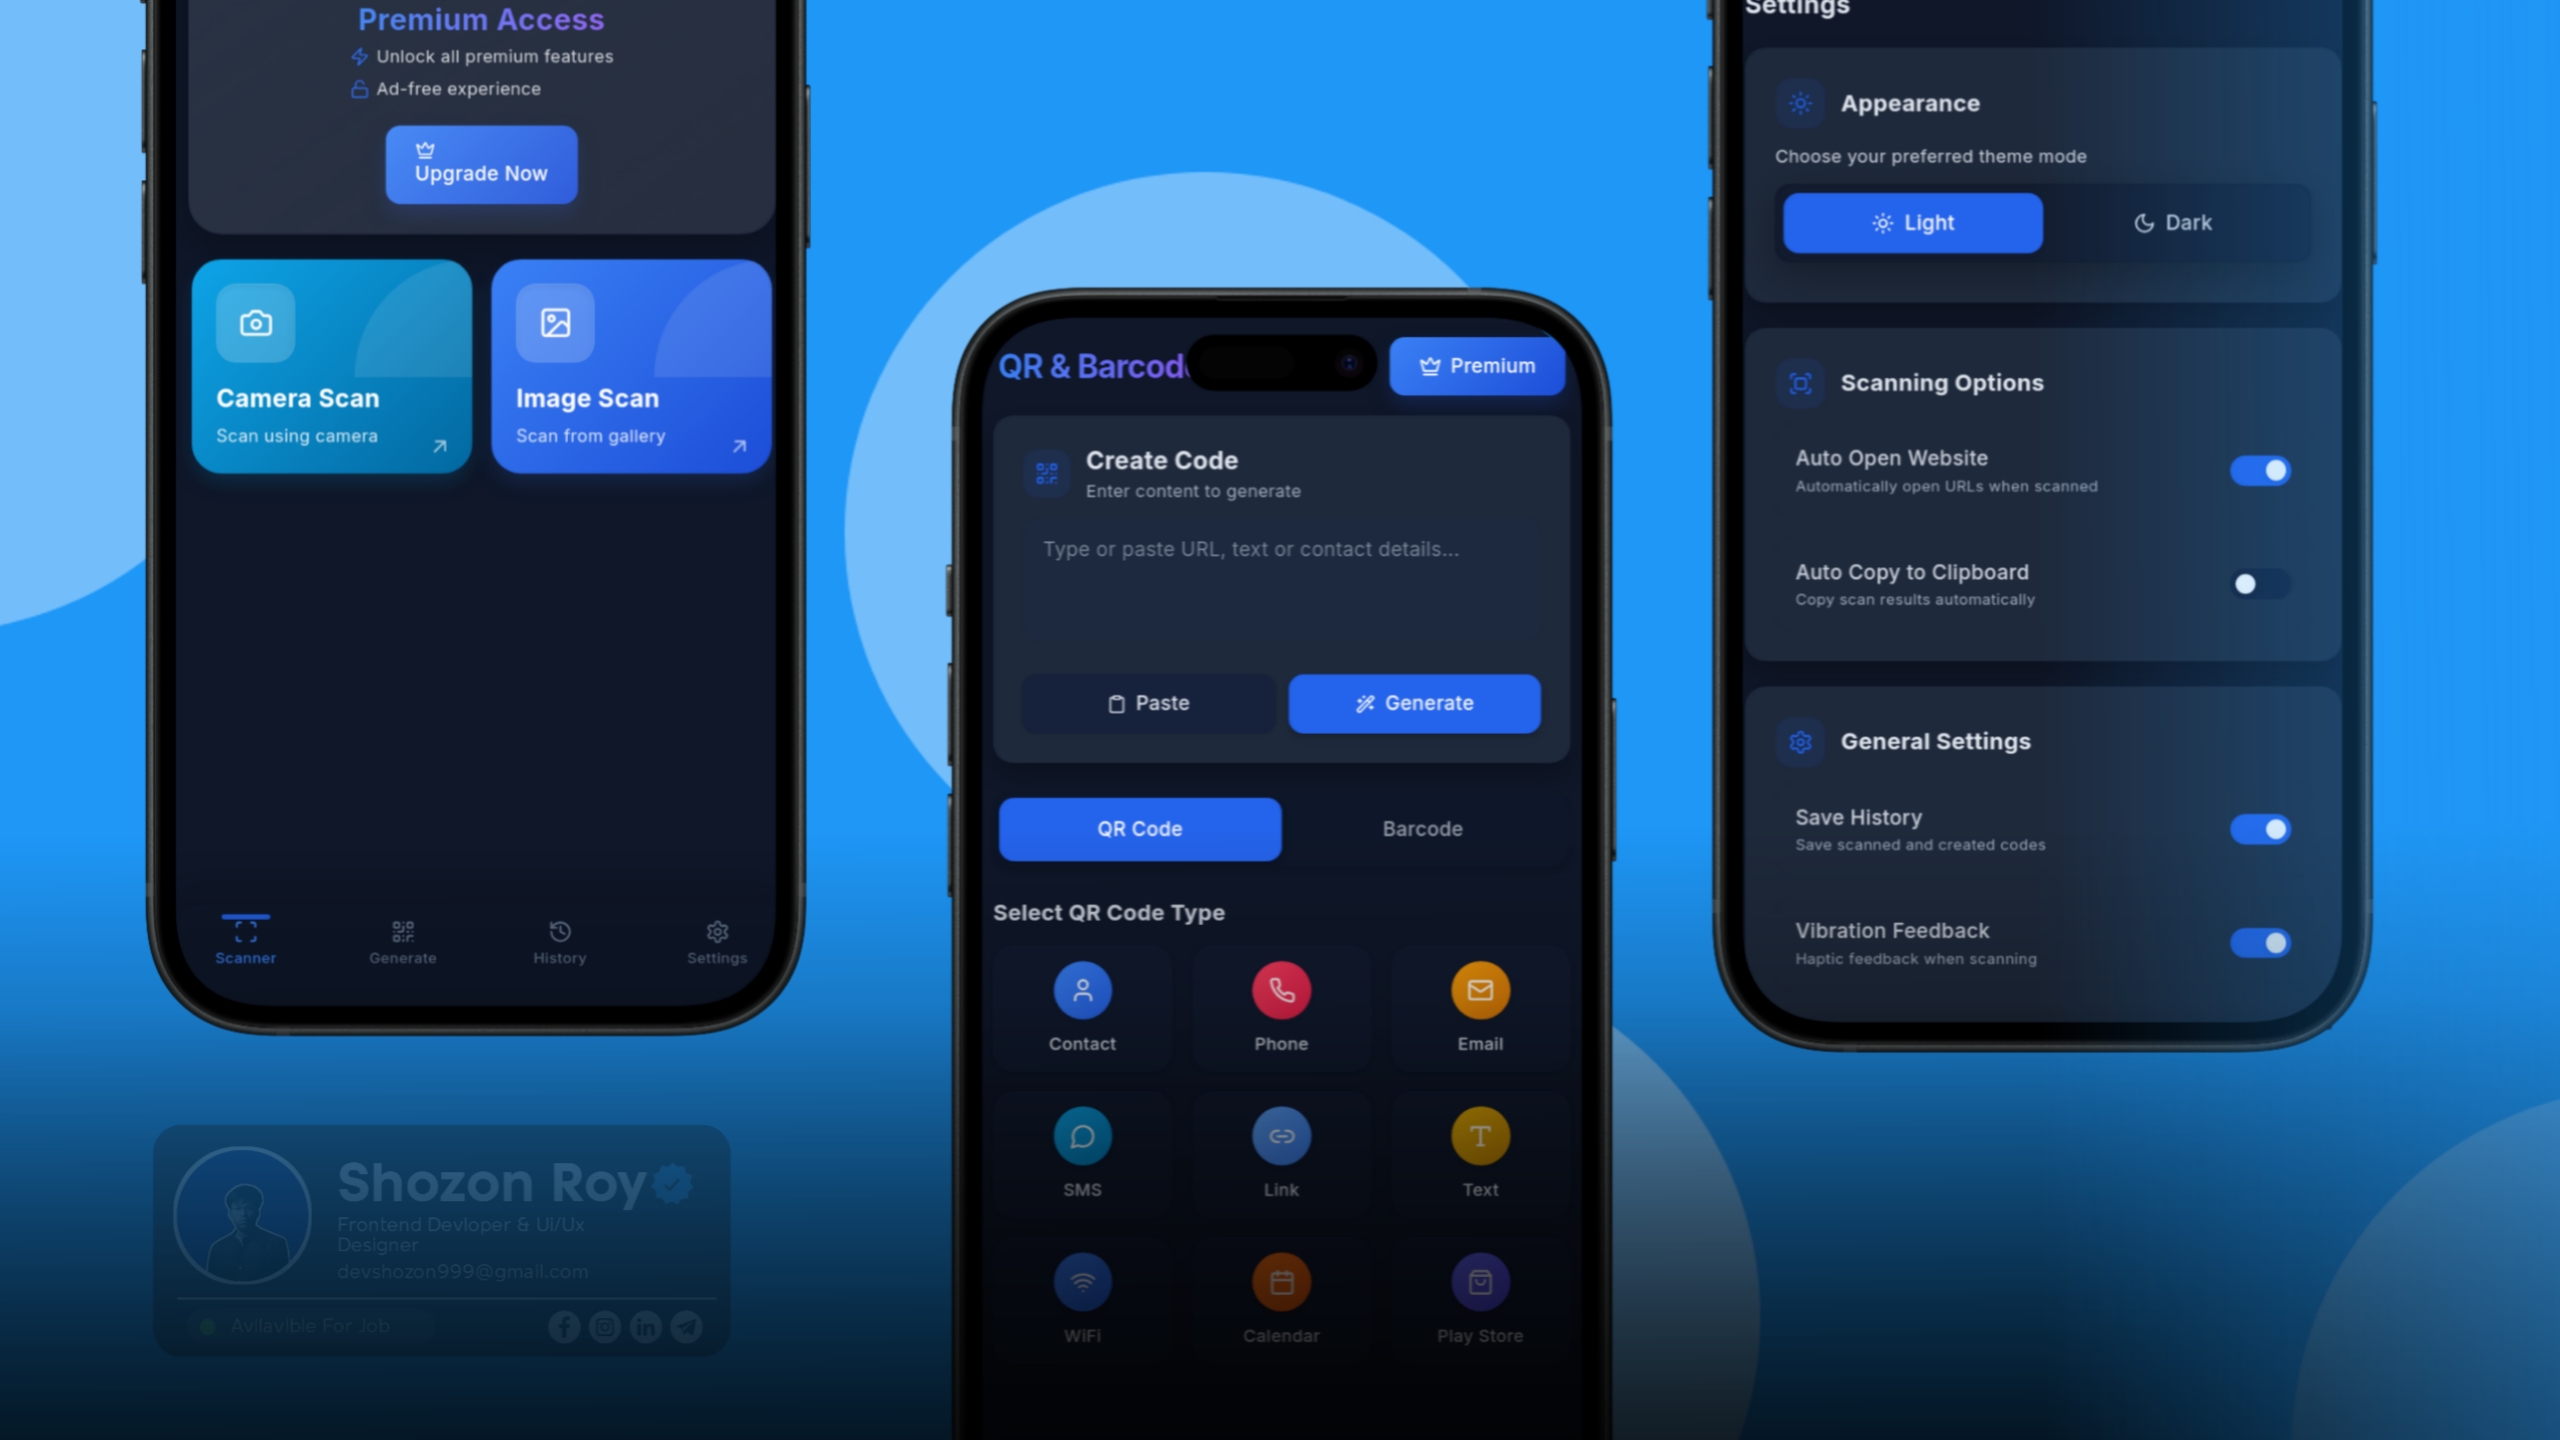 Premium Access
Unlock all premium features
Ad-free experience
Upgrade Now
Camera Scan
Scan using camera
Image Scan
Scan from gallery
Scanner
Generate
History
Settings
Shozon Roy
Frontend Devloper & Ui/Ux
Designer
devshozon999@gmail.com
Avilavible For Job
QR & Barcod
Premium
Create Code
Enter content to generate
Type or paste URL, text or contact details...
Paste
Generate
QR Code
Barcode
Select QR Code Type
Contact
Phone
Email
SMS
Link
Text
WiFi
Calendar
Play Store
Settings
Appearance
Choose your preferred theme mode
Light
Dark
Scanning Options
Auto Open Website
Automatically open URLs when scanned
Auto Copy to Clipboard
Copy scan results automatically
General Settings
Save History
Save scanned and created codes
Vibration Feedback
Haptic feedback when scanning